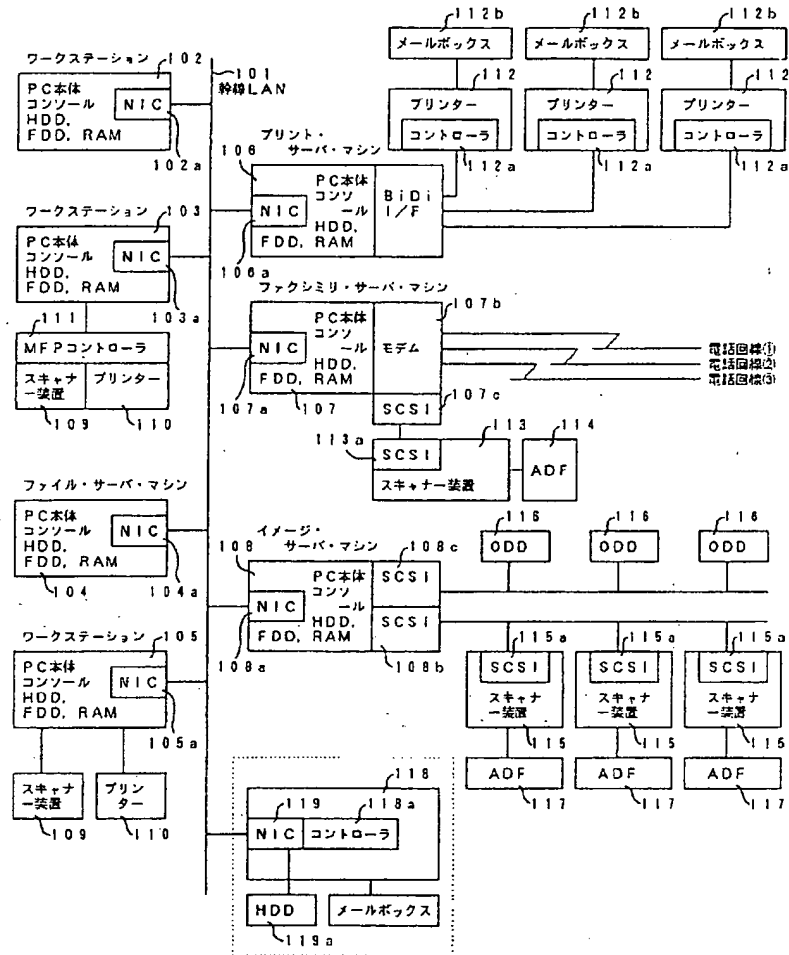 112b
112b
112b
メールボックス
メールボックス
メールボックス
ワークステーション
102
101
幹線LAN
PC本体
コンソール
HDD,
FDD, RAM
NIC
102a
112
112
112
プリンター
プリンター
プリンター
コントローラ
コントローラ
コントローラ
112a
112a
112a
プリント・
サーバ・マシン
106
PC本体
コンソ
ール
HDD,
FDD, RAM
NIC
BiDi
I/F
106a
ワークステーション
103
PC本体
コンソール
HDD,
FDD, RAM
NIC
103a
111
MFPコントローラ
スキャナ
ー装置
プリンター
109
110
ファクシミリ・サーバ・マシン
107b
PC本体
コンソ
ール
HDD,
FDD, RAM
NIC
モデム
107a
107
SCSI
107c
電話回線①
電話回線②
電話回線③
113a
113
114
SCSI
スキャナー装置
ADF
ファイル・サーバ・マシン
PC本体
コンソール
HDD,
FDD, RAM
NIC
104
104a
イメージ・
サーバ・マシン
108
108c
PC本体
コンソ
ール
HDD,
FDD, RAM
NIC
SCSI
SCSI
108a
108b
116
116
116
ODD
ODD
ODD
115a
115a
115a
SCSI
SCSI
SCSI
スキャナ
ー装置
スキャナ
ー装置
スキャナ
ー装置
115
115
115
ADF
ADF
ADF
117
117
117
ワークステーション
105
PC本体
コンソール
HDD,
FDD, RAM
NIC
105a
スキャナ
ー装置
プリン
ター
109
110
118
119
118a
NIC
コントローラ
HDD
メールボックス
119a